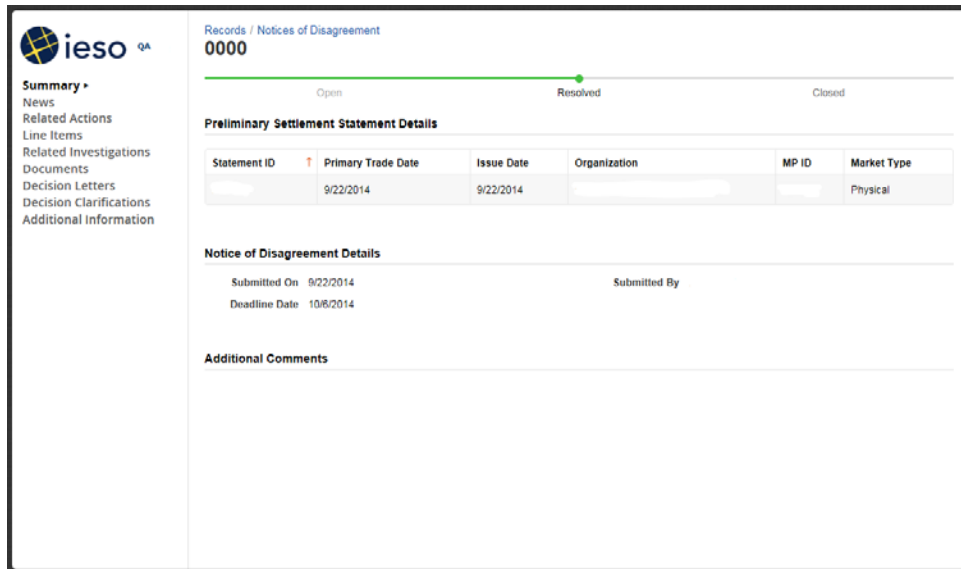 ieso QA
Summary
News
Related Actions
Line Items
Related Investigations
Documents
Decision Letters
Decision Clarifications
Additional Information
Records / Notices of Disagreement
0000
Open Resolved Closed
Preliminary Settlement Statement Details
Statement ID ↑ Primary Trade Date Issue Date Organization MP ID Market Type
9/22/2014 9/22/2014 Physical
Notice of Disagreement Details
Submitted On 9/22/2014 Submitted By
Deadline Date 10/6/2014
Additional Comments